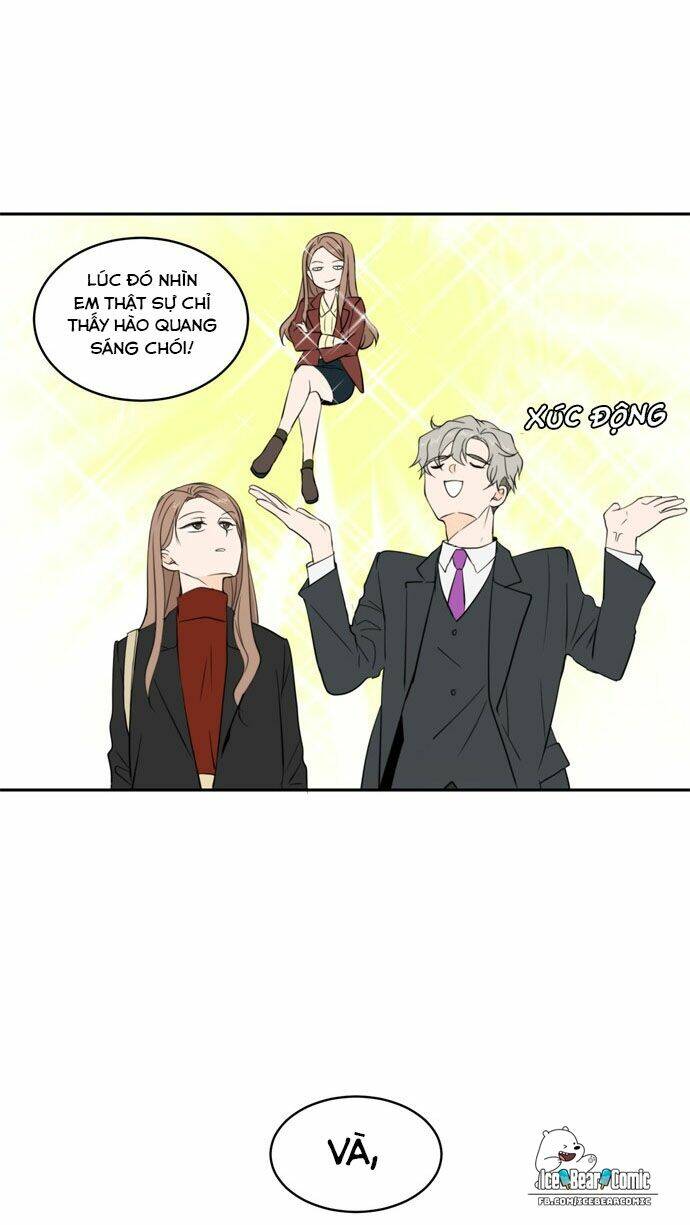 LÚC ĐÓ NHÌN
EM THẬT SỰ CHỈ
THẤY HÀO QUANG
SÁNG CHÓI!
XÚC ĐỘNG
VÀ,
Ice Bear Comic
FB.COM/ICEBEARCOMIC